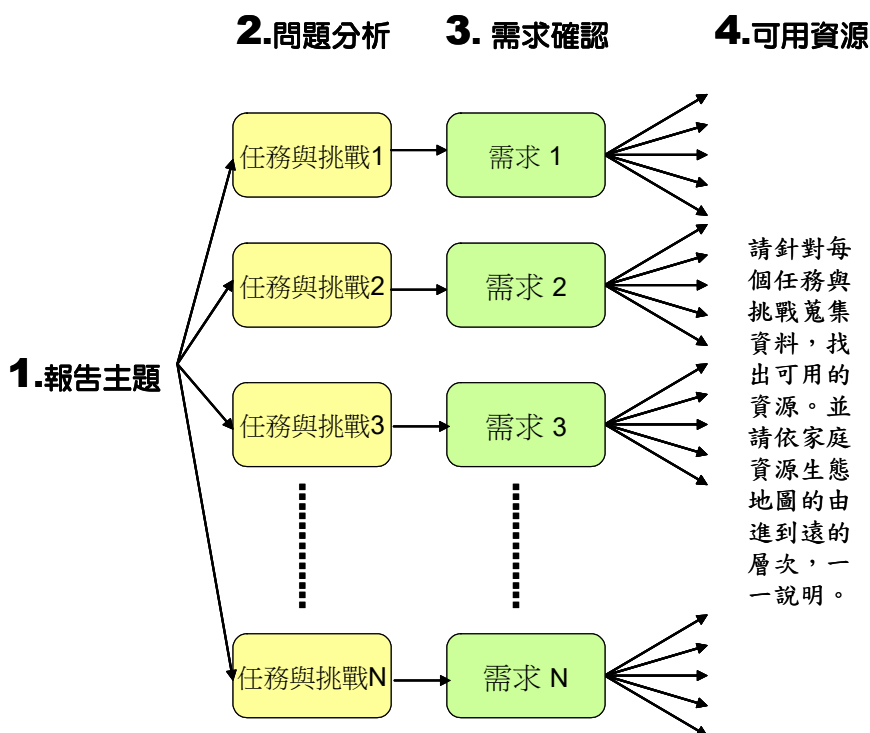 2.問題分析
3. 需求確認
4.可用資源
任務與挑戰1
需求 1
任務與挑戰2
需求 2
1.報告主題
任務與挑戰3
需求 3
任務與挑戰N
需求 N
請針對每
個任務與
挑戰蒐集
資料，找
出可用的
資源。並
請依家庭
資源生態
地圖的由
進到遠的
層次，一
一說明。